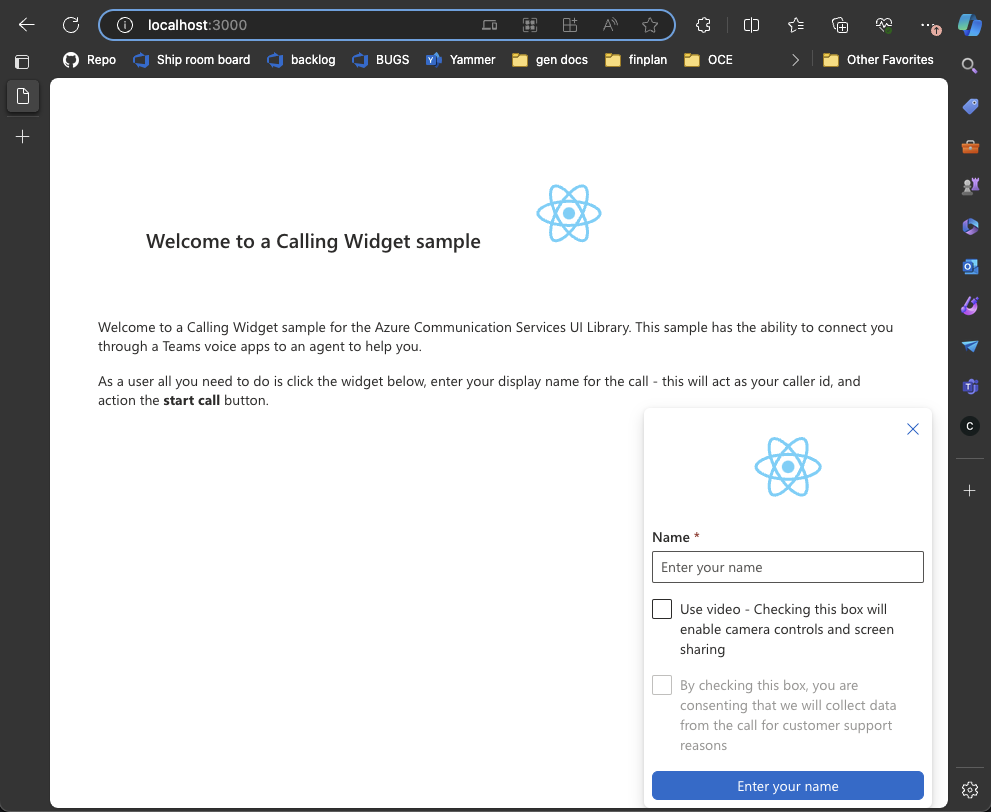 localhost:3000
Repo Ship room board backlog BUGS Yammer gen docs finplan OCE Other Favorites
Welcome to a Calling Widget sample
Welcome to a Calling Widget sample for the Azure Communication Services UI Library. This sample has the ability to connect you
through a Teams voice apps to an agent to help you.
As a user all you need to do is click the widget below, enter your display name for the call - this will act as your caller id, and
action the start call button.
Name *
Enter your name
Use video - Checking this box will
enable camera controls and screen
sharing
By checking this box, you are
consenting that we will collect data
from the call for customer support
reasons
Enter your name
C